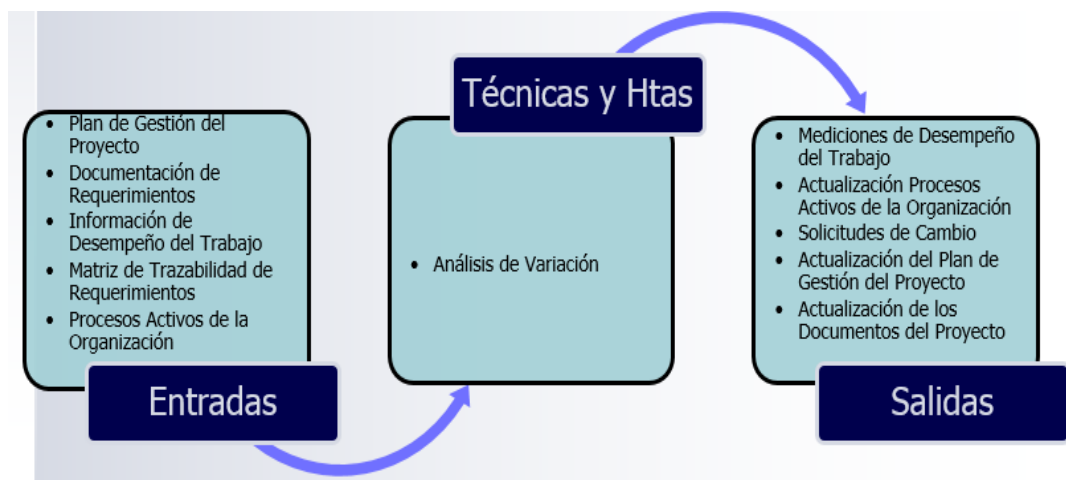 • Plan de Gestión del
Proyecto
• Documentación de
Requerimientos
• Información de
Desempeño del Trabajo
• Matriz de Trazabilidad de
Requerimientos
• Procesos Activos de la
Organización
Entradas
Técnicas y Htas
• Análisis de Variación
• Mediciones de Desempeño
del Trabajo
• Actualización Procesos
Activos de la Organización
• Solicitudes de Cambio
• Actualización del Plan de
Gestión del Proyecto
• Actualización de los
Documentos del Proyecto
Salidas